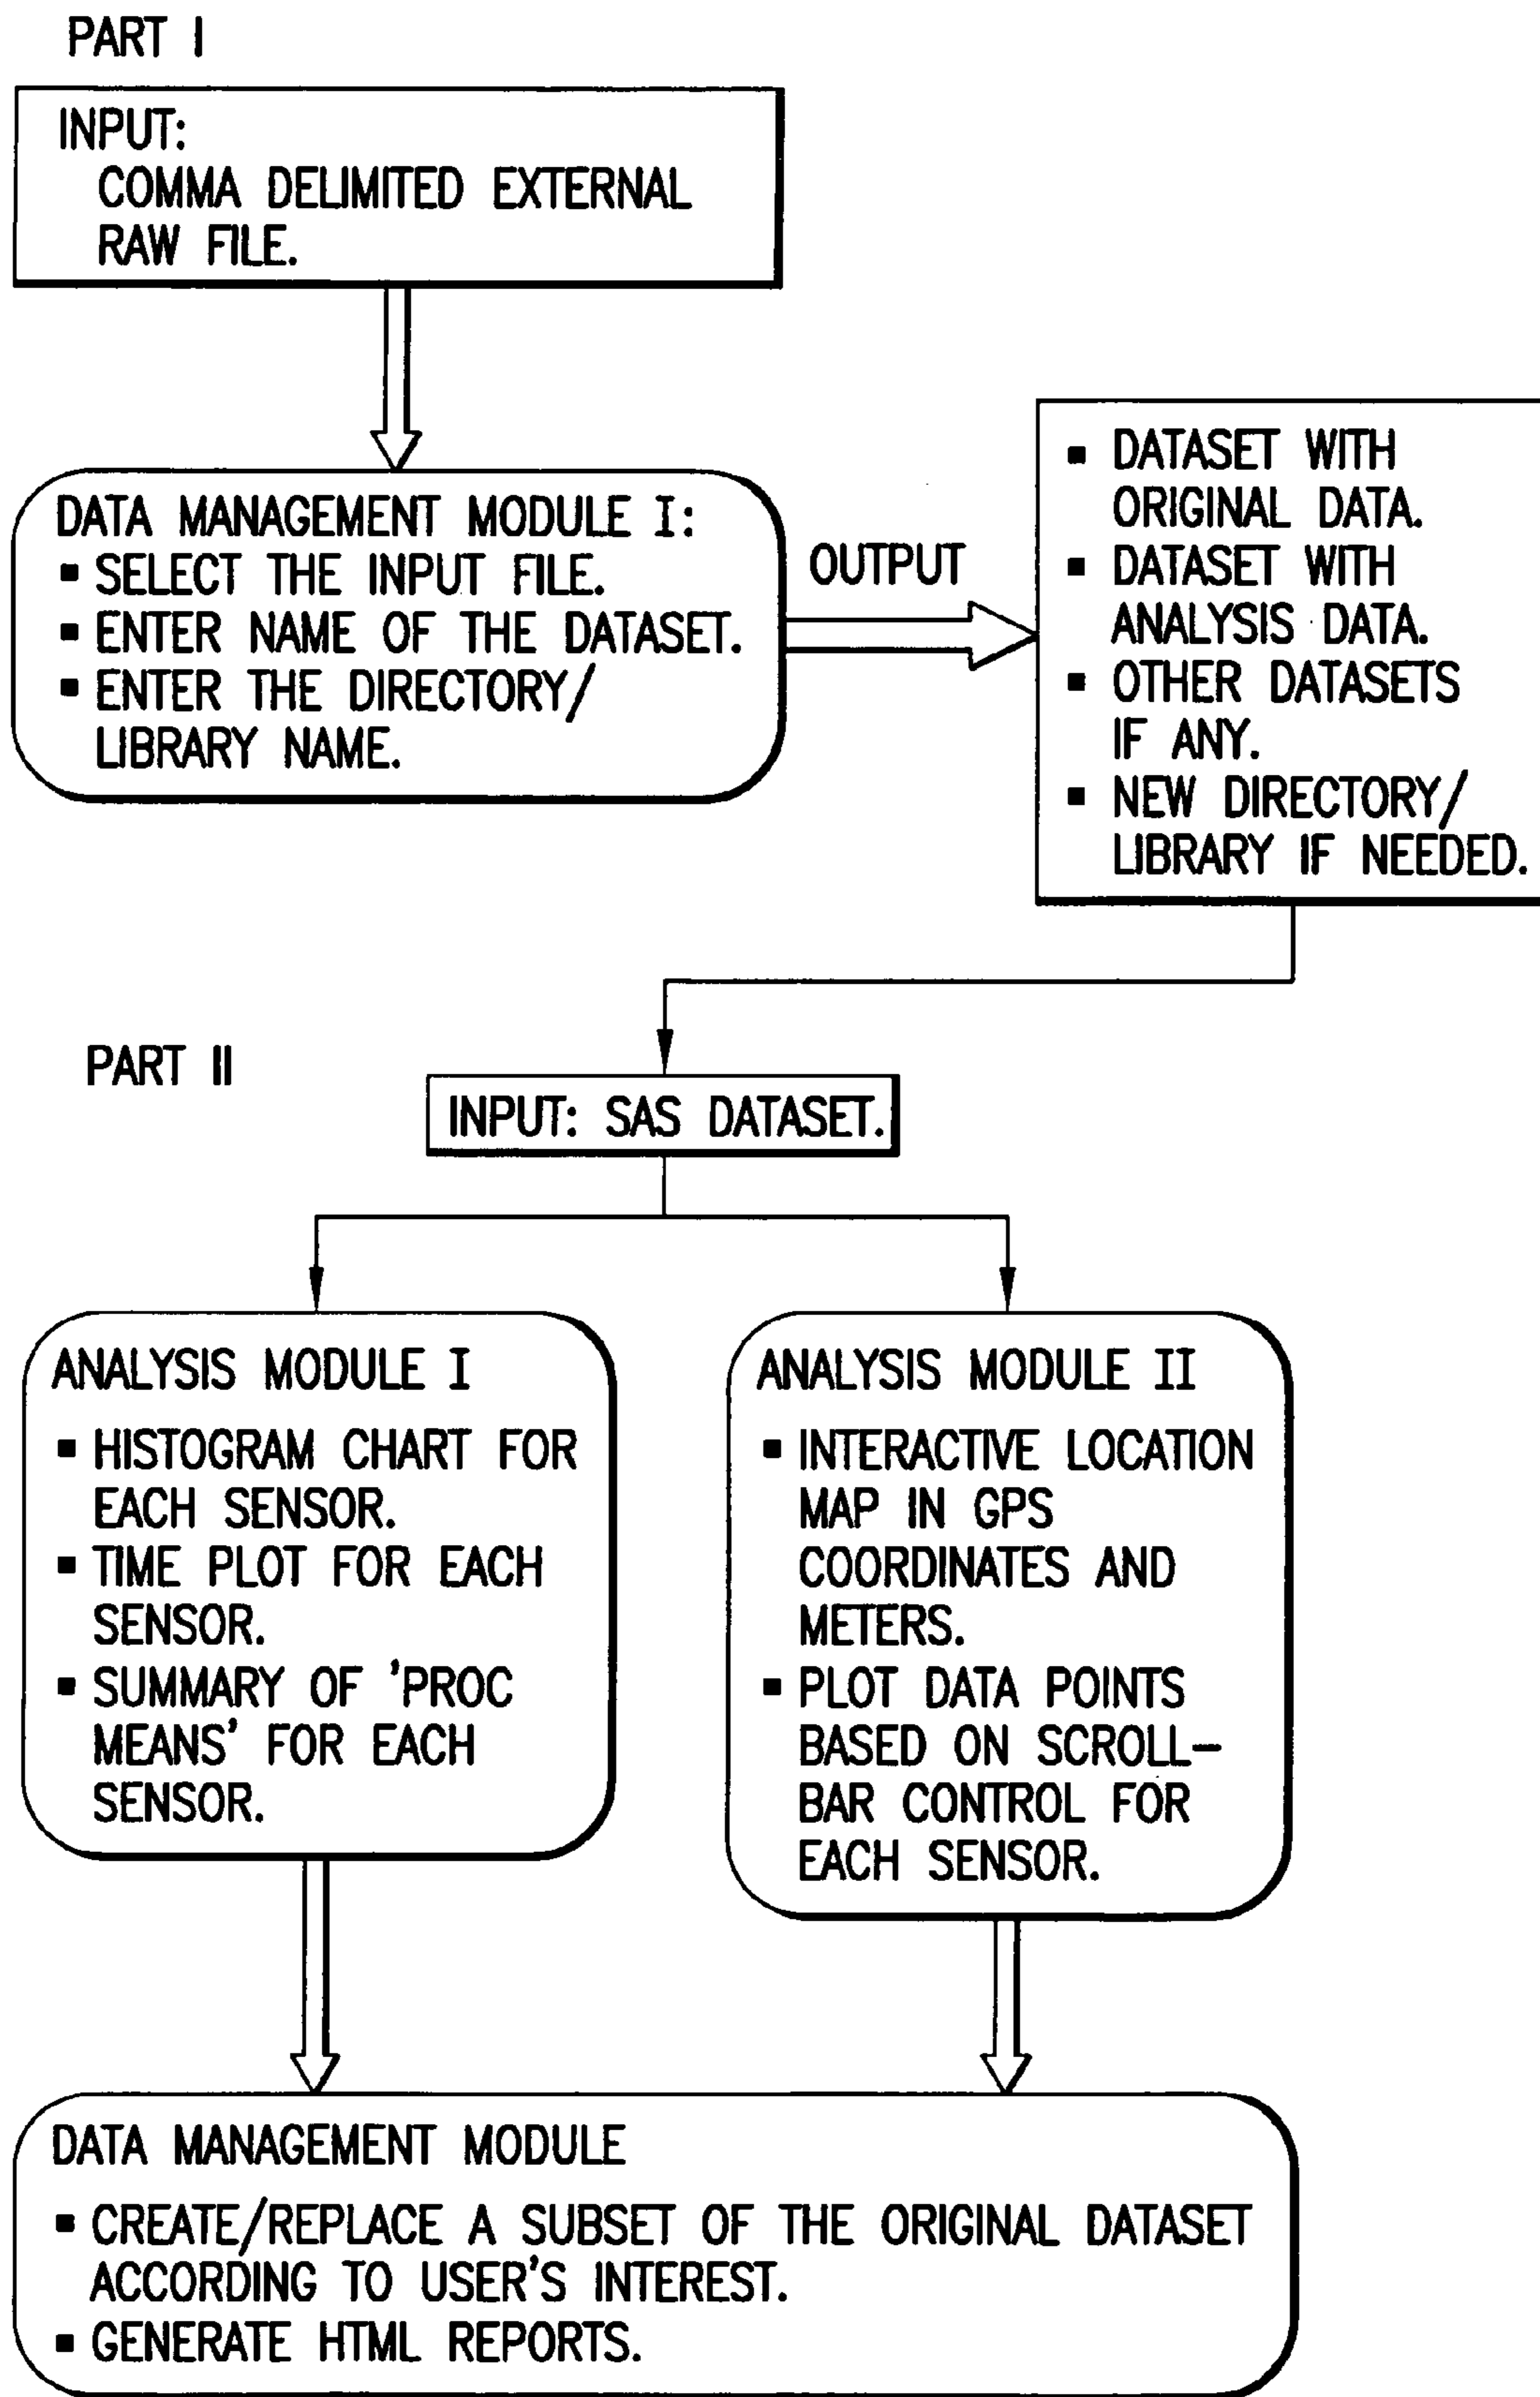 PART I
INPUT:
COMMA DELIMITED EXTERNAL
RAW FILE.
DATA MANAGEMENT MODULE I:
▪ SELECT THE INPUT FILE.
▪ ENTER NAME OF THE DATASET.
▪ ENTER THE DIRECTORY/
LIBRARY NAME.
OUTPUT
▪ DATASET WITH
ORIGINAL DATA.
▪ DATASET WITH
ANALYSIS DATA.
▪ OTHER DATASETS
IF ANY.
▪ NEW DIRECTORY/
LIBRARY IF NEEDED.
PART II
INPUT: SAS DATASET.
ANALYSIS MODULE I
▪ HISTOGRAM CHART FOR
EACH SENSOR.
▪ TIME PLOT FOR EACH
SENSOR.
▪ SUMMARY OF 'PROC
MEANS' FOR EACH
SENSOR.
ANALYSIS MODULE II
▪ INTERACTIVE LOCATION
MAP IN GPS
COORDINATES AND
METERS.
▪ PLOT DATA POINTS
BASED ON SCROLL-
BAR CONTROL FOR
EACH SENSOR.
DATA MANAGEMENT MODULE
▪ CREATE/REPLACE A SUBSET OF THE ORIGINAL DATASET
ACCORDING TO USER'S INTEREST.
▪ GENERATE HTML REPORTS.